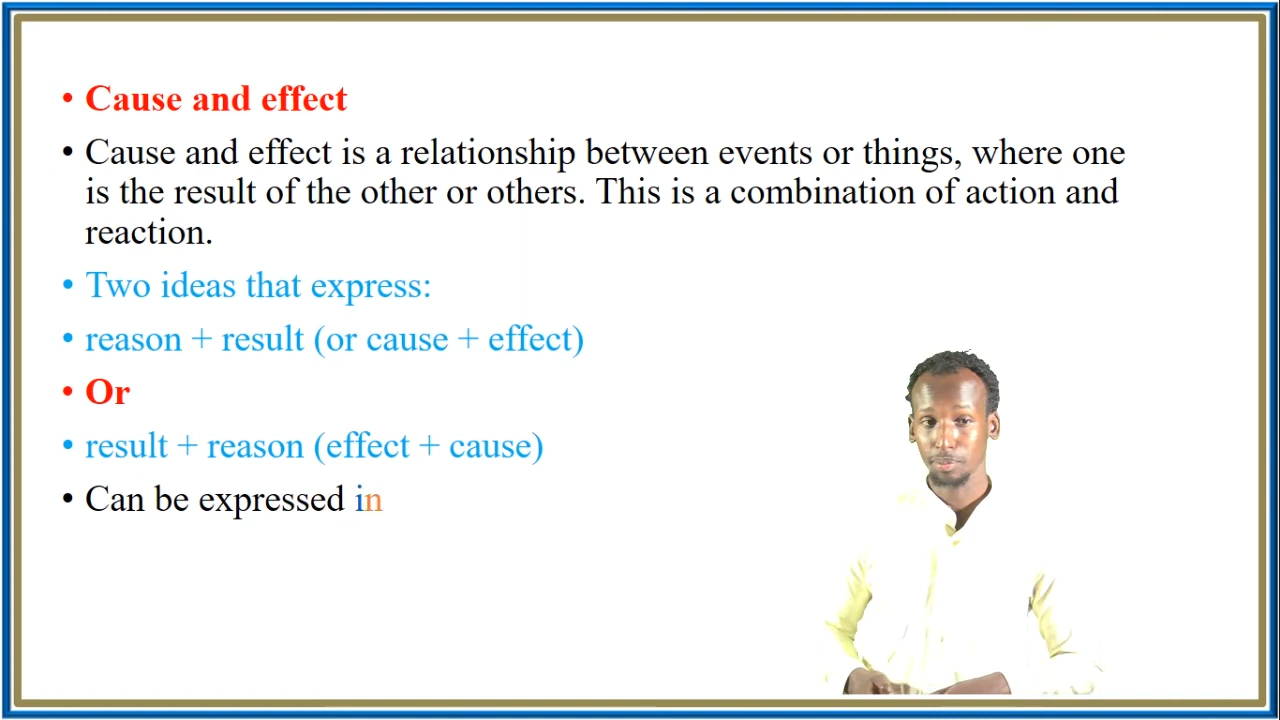 • Cause and effect
• Cause and effect is a relationship between events or things, where one
is the result of the other or others. This is a combination of action and
reaction.
• Two ideas that express:
• reason + result (or cause + effect)
• Or
• result + reason (effect + cause)
• Can be expressed in